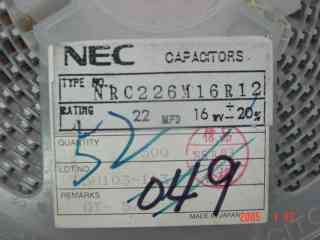 NEC CAPACITORS
TYPE NO. NRC226M16R12
RATING 22 MFD 16 WV ± 20%
QUANTITY 500
52
LOT NO.
049
REMARKS
MADE IN JAPAN
2005